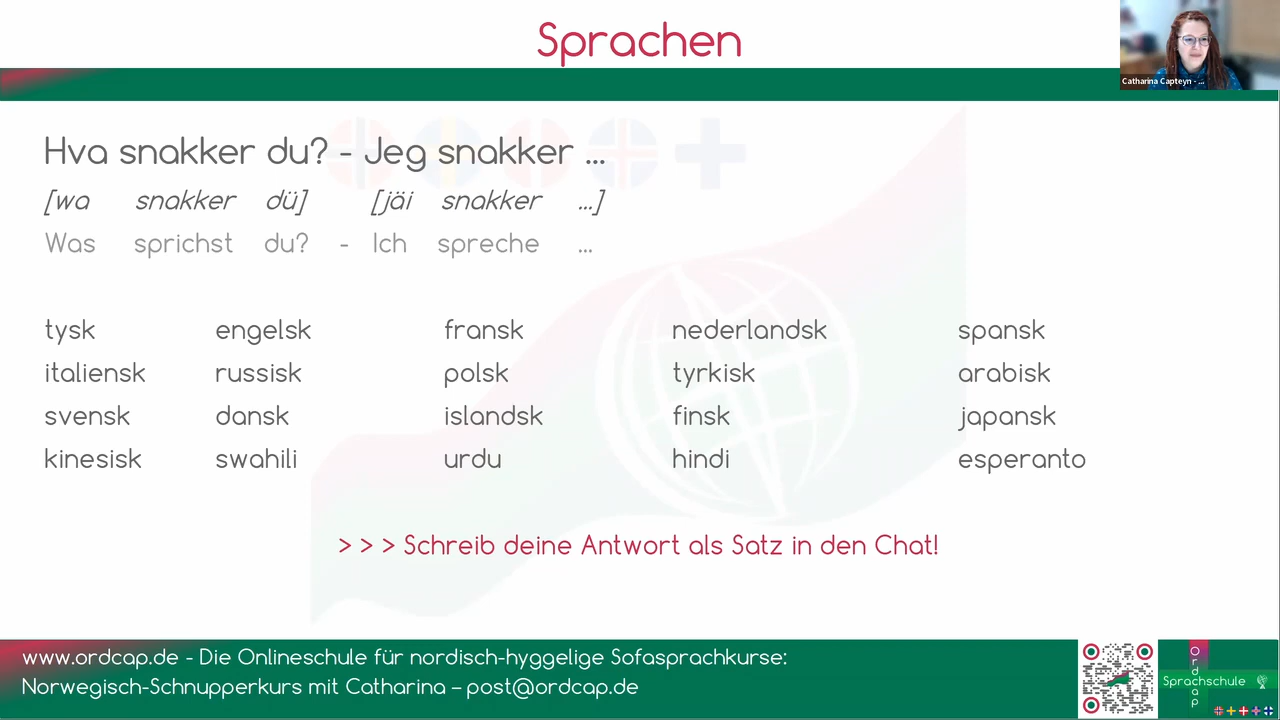 Sprachen
Catharina Capteyn - ...
Hva snakker du? - Jeg snakker ...
[wa snakker dü] [jäi snakker ...]
Was sprichst du? - Ich spreche ...
tysk engelsk fransk nederlandsk spansk
italiensk russisk polsk tyrkisk arabisk
svensk dansk islandsk finsk japansk
kinesisk swahili urdu hindi esperanto
> > > Schreib deine Antwort als Satz in den Chat!
www.ordcap.de - Die Onlineschule für nordisch-hyggelige Sofasprachkurse:
Norwegisch-Schnupperkurs mit Catharina – post@ordcap.de
Ordcap
Sprachschule